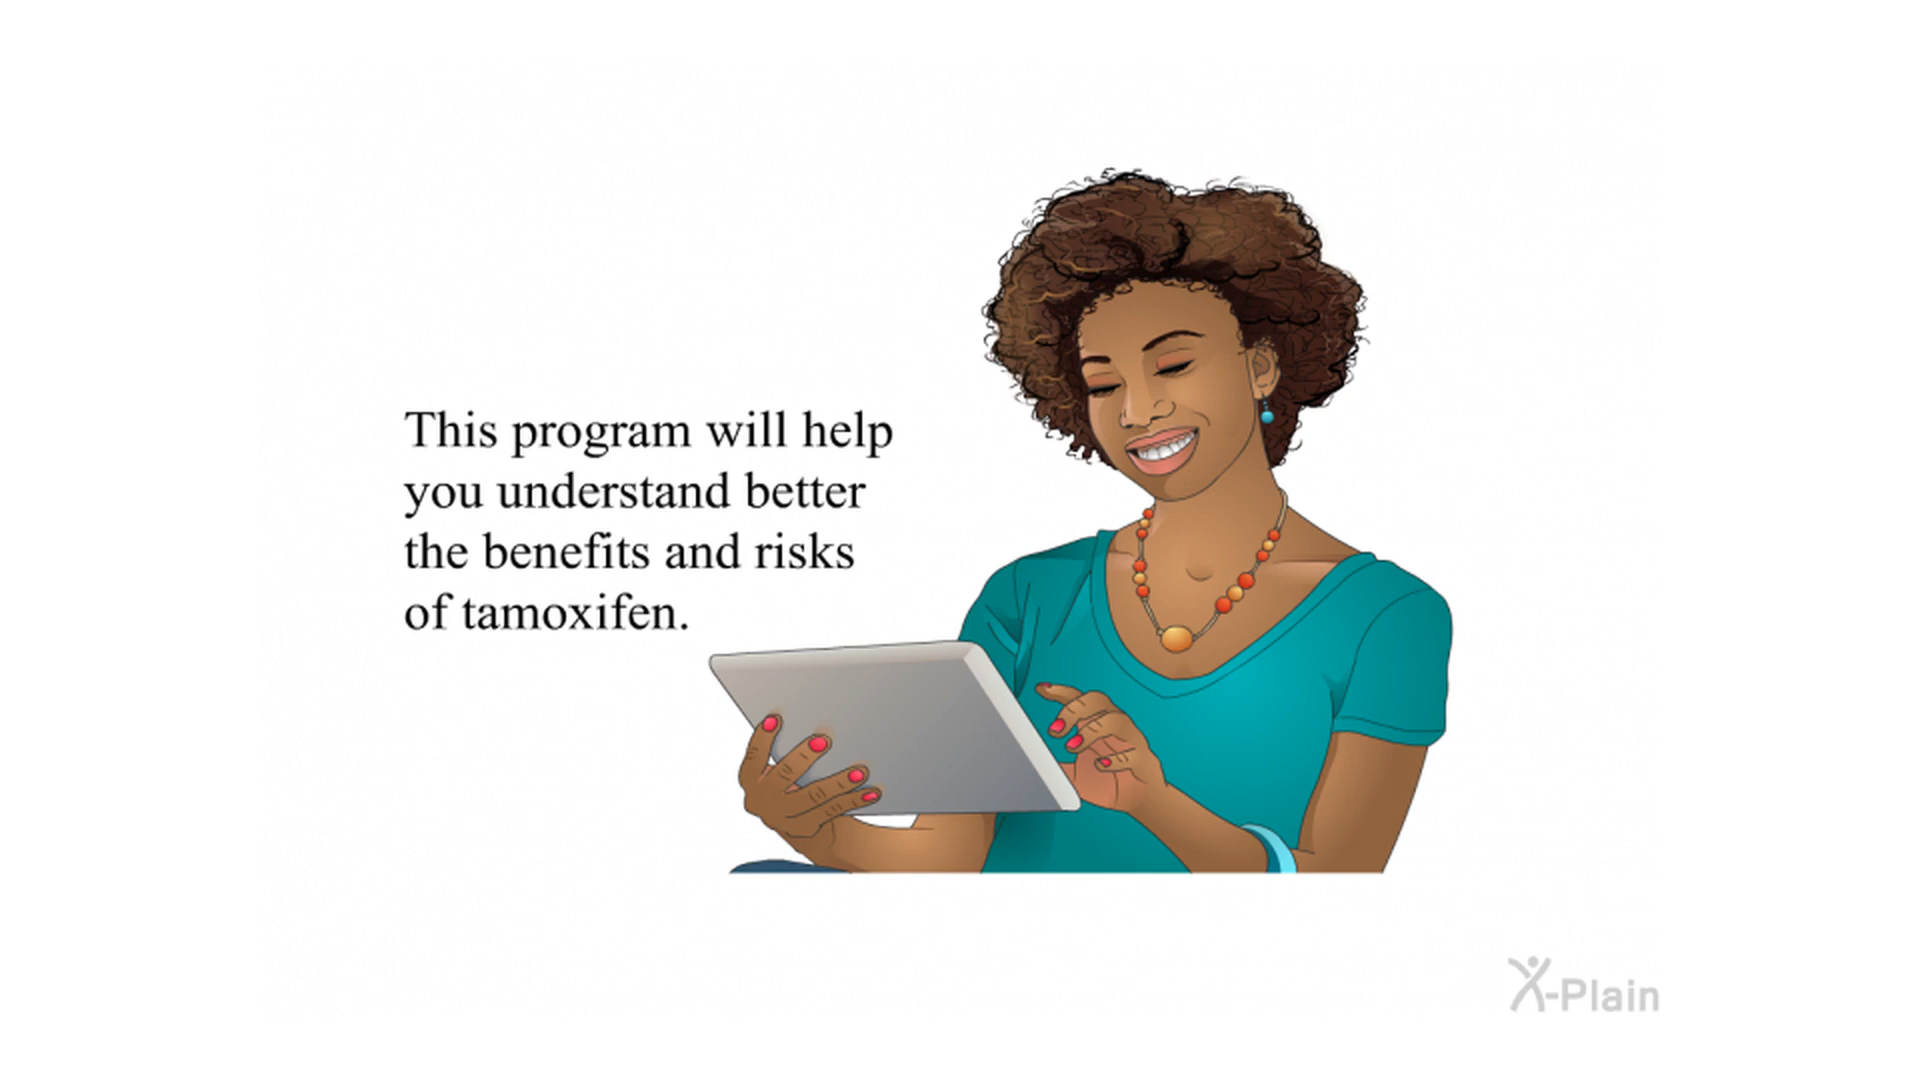 This program will help
you understand better
the benefits and risks
of tamoxifen.
X-Plain